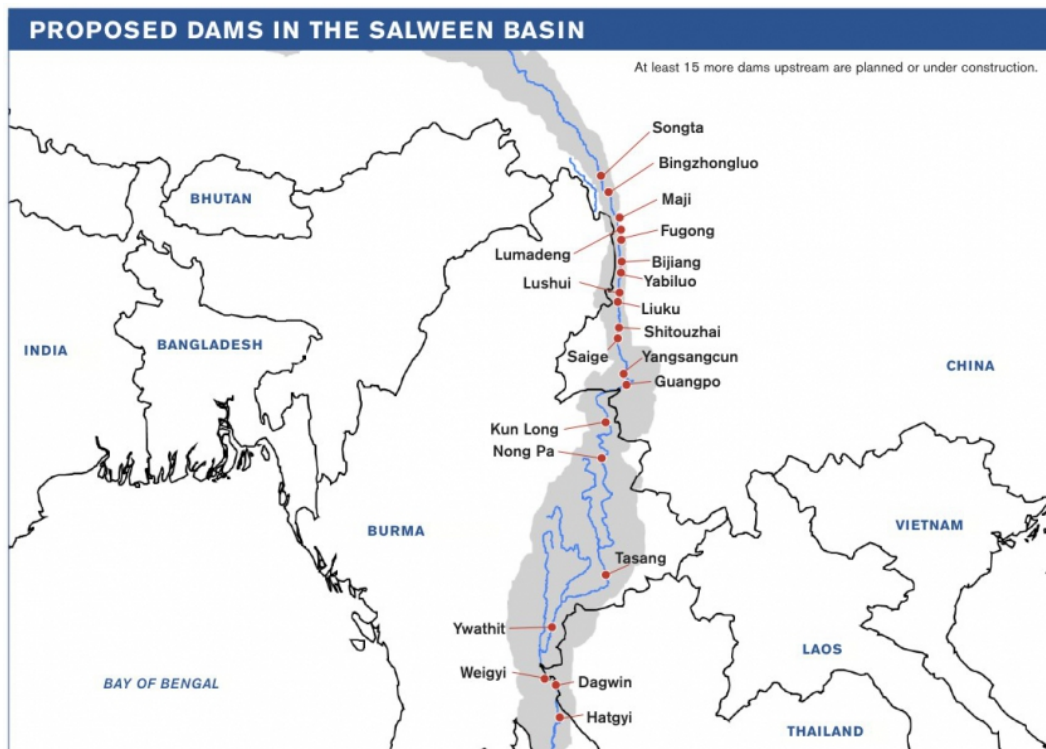 PROPOSED DAMS IN THE SALWEEN BASIN
At least 15 more dams upstream are planned or under construction.
Songta
Bingzhongluo
BHUTAN
Maji
Fugong
Lumadeng
Bijiang
Lushui
Yabiluo
Liuku
Shitouzhai
INDIA
BANGLADESH
Saige
Yangsangcun
CHINA
Guangpo
Kun Long
Nong Pa
BURMA
VIETNAM
Tasang
Ywathit
LAOS
Weigyi
BAY OF BENGAL
Dagwin
Hatgyi
THAILAND